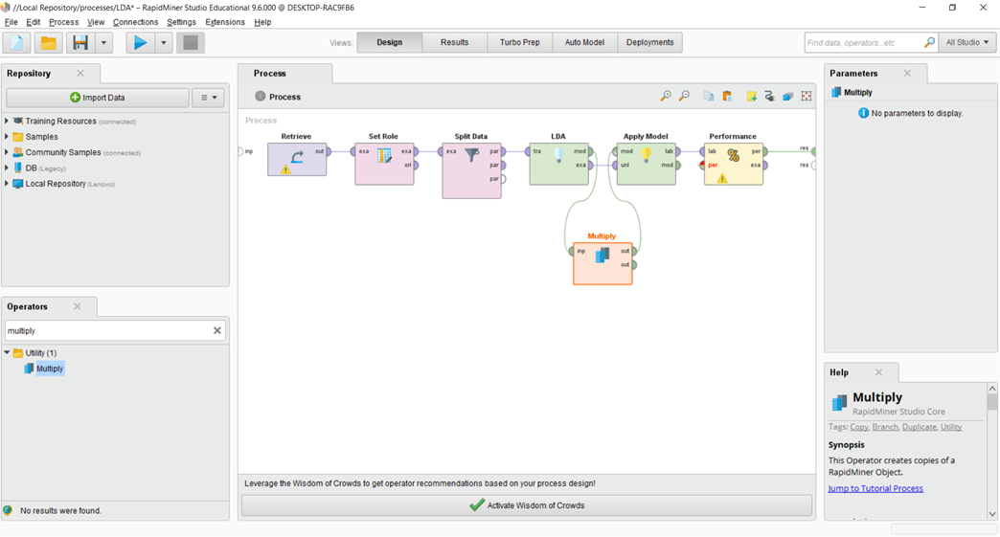 //Local Repository/processes/LDA* – RapidMiner Studio Educational 9.6.000 @ DESKTOP-RAC9FB6
File Edit Process View Connections Settings Extensions Help
Views: Design Results Turbo Prep Auto Model Deployments
Find data, operators...etc All Studio
Repository
Import Data
Training Resources (connected)
Samples
Community Samples (connected)
DB (Legacy)
Local Repository (Lenovo)
Operators
multiply
Utility (1)
Multiply
No results were found.
Process
Process
Process
Retrieve Set Role Split Data LDA Apply Model Performance
inp out exa exa exa par tra mod mod lab lab per res
ori par exa unl mod per exa res
par
Multiply
inp out
out
Leverage the Wisdom of Crowds to get operator recommendations based on your process design!
Activate Wisdom of Crowds
Parameters
Multiply
No parameters to display.
Help
Multiply
RapidMiner Studio Core
Tags: Copy, Branch, Duplicate, Utility
Synopsis
This Operator creates copies of a
RapidMiner Object.
Jump to Tutorial Process